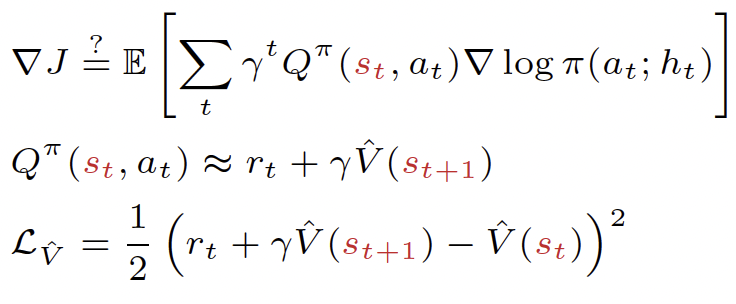 ∇J ≟ 𝔼 [ ∑_t γ^t Q^π(s_t, a_t) ∇ log π(a_t; h_t) ]
Q^π(s_t, a_t) ≈ r_t + γV̂(s_{t+1})
ℒ_V̂ = 1/2 ( r_t + γV̂(s_{t+1}) − V̂(s_t) )^2